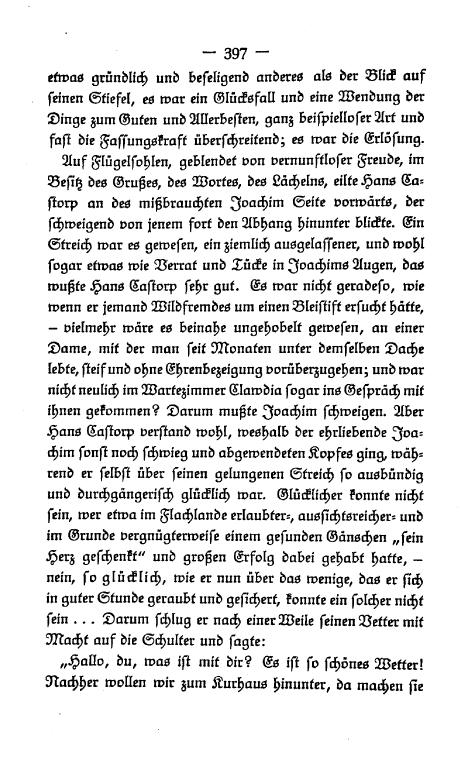 — 397 —
etwas gründlich und beseligend anderes als der Blick auf
seinen Stiefel, es war ein Glücksfall und eine Wendung der
Dinge zum Guten und Allerbesten, ganz beispielloser Art und
fast die Fassungskraft überschreitend; es war die Erlösung.
Auf Flügelsohlen, geblendet von vernunftloser Freude, im
Besitz des Grußes, des Wortes, des Lächelns, eilte Hans Ca-
storp an des mißbrauchten Joachim Seite vorwärts, der
schweigend von jenem fort den Abhang hinunter blickte. Ein
Streich war es gewesen, ein ziemlich ausgelassener, und wohl
sogar etwas wie Verrat und Tücke in Joachims Augen, das
wußte Hans Castorp sehr gut. Es war nicht geradeso, wie
wenn er jemand Wildfremdes um einen Bleistift ersucht hätte,
– vielmehr wäre es beinahe ungehobelt gewesen, an einer
Dame, mit der man seit Monaten unter demselben Dache
lebte, steif und ohne Ehrenbezeigung vorüberzugehen; und war
nicht neulich im Wartezimmer Clawdia sogar ins Gespräch mit
ihnen gekommen? Darum mußte Joachim schweigen. Aber
Hans Castorp verstand wohl, weshalb der ehrliebende Joa-
chim sonst noch schwieg und abgewendeten Kopfes ging, wäh-
rend er selbst über seinen gelungenen Streich so ausbündig
und durchgängerisch glücklich war. Glücklicher konnte nicht
sein, wer etwa im Flachlande erlaubter-, aussichtsreicher- und
im Grunde vergnügterweise einem gesunden Gänschen „sein
Herz geschenkt“ und großen Erfolg dabei gehabt hatte, –
nein, so glücklich, wie er nun über das wenige, das er sich
in guter Stunde geraubt und gesichert, konnte ein solcher nicht
sein . . . Darum schlug er nach einer Weile seinen Vetter mit
Macht auf die Schulter und sagte:
„Hallo, du, was ist mit dir? Es ist so schönes Wetter!
Nachher wollen wir zum Kurhaus hinunter, da machen sie